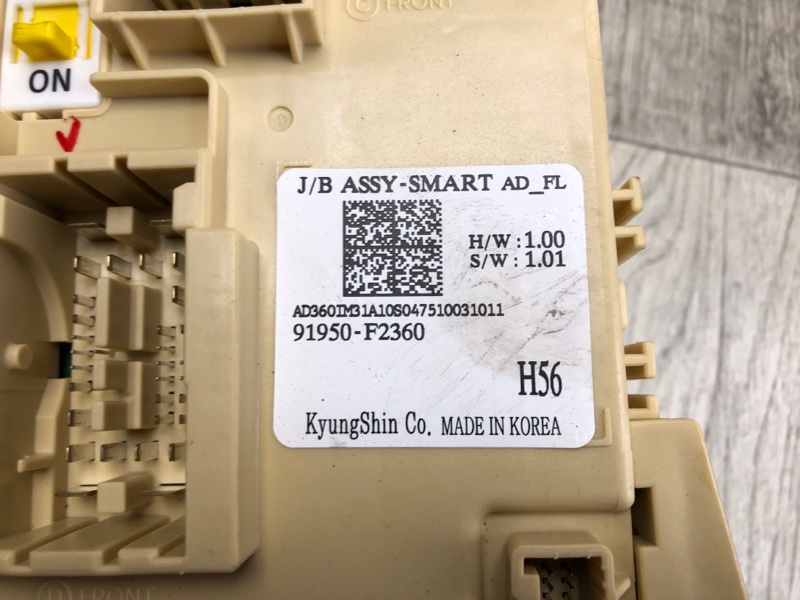 © FRONT
ON
J/B ASSY-SMART AD_FL
H/W : 1.00
S/W : 1.01
AD360IM31A10S047510031011
91950-F2360
H56
KyungShin Co. MADE IN KOREA
Ⓓ FRONT